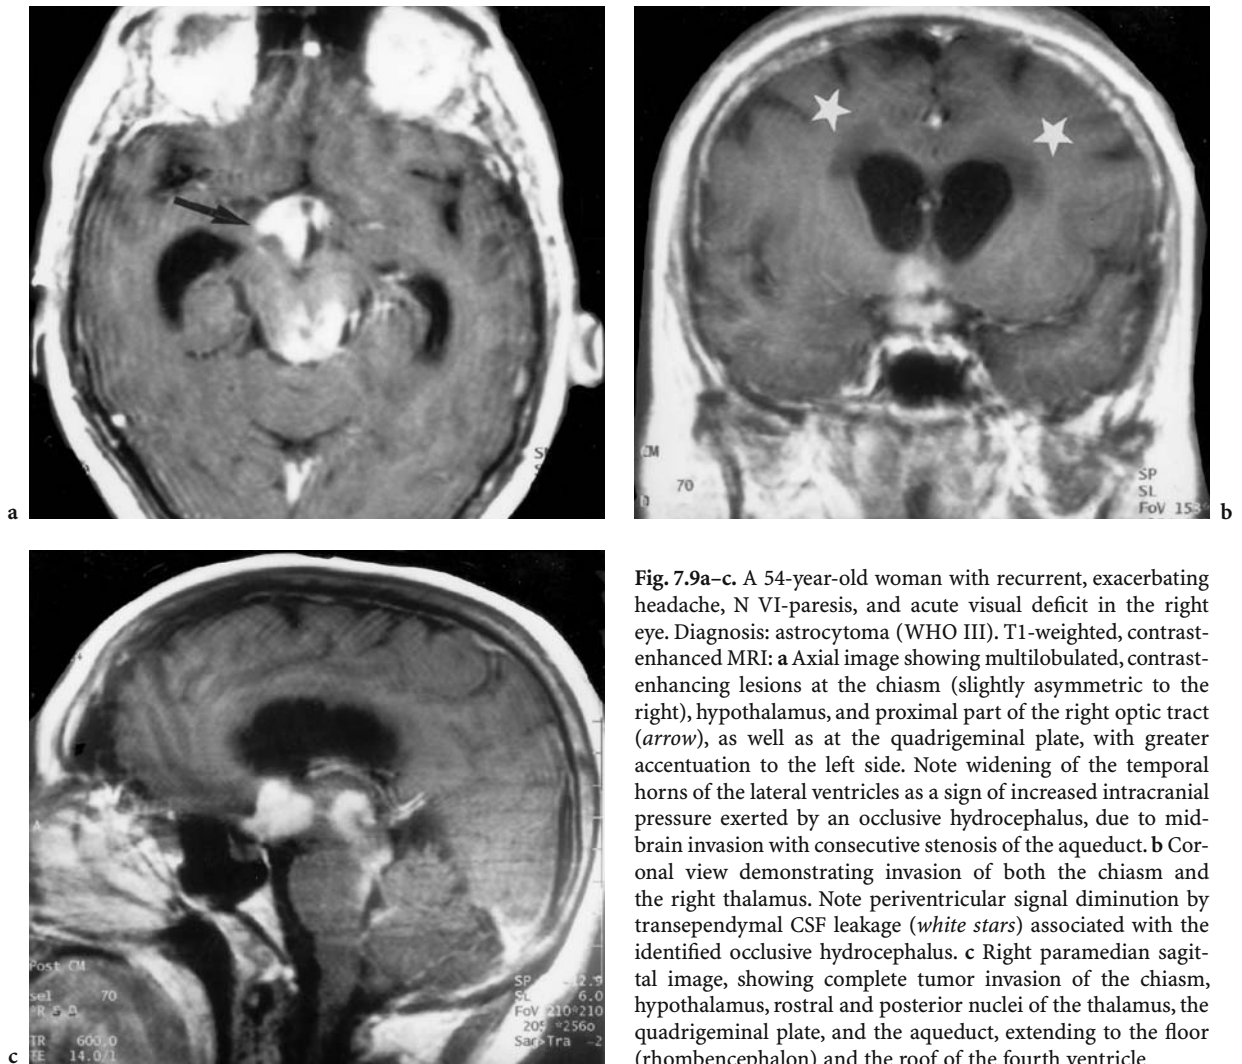 a
b
70
SP
SL
FoV 153
c
Post CM
sel 70
TR 600.0
TE 14.0/1
SL 6.0
FoV 210*210
*256o
Sag>Tra -2
Fig. 7.9a–c. A 54-year-old woman with recurrent, exacerbating
headache, N VI-paresis, and acute visual deficit in the right
eye. Diagnosis: astrocytoma (WHO III). T1-weighted, contrast-
enhanced MRI: a Axial image showing multilobulated, contrast-
enhancing lesions at the chiasm (slightly asymmetric to the
right), hypothalamus, and proximal part of the right optic tract
(arrow), as well as at the quadrigeminal plate, with greater
accentuation to the left side. Note widening of the temporal
horns of the lateral ventricles as a sign of increased intracranial
pressure exerted by an occlusive hydrocephalus, due to mid-
brain invasion with consecutive stenosis of the aqueduct. b Cor-
onal view demonstrating invasion of both the chiasm and
the right thalamus. Note periventricular signal diminution by
transependymal CSF leakage (white stars) associated with the
identified occlusive hydrocephalus. c Right paramedian sagit-
tal image, showing complete tumor invasion of the chiasm,
hypothalamus, rostral and posterior nuclei of the thalamus, the
quadrigeminal plate, and the aqueduct, extending to the floor
(rhombencephalon) and the roof of the fourth ventricle